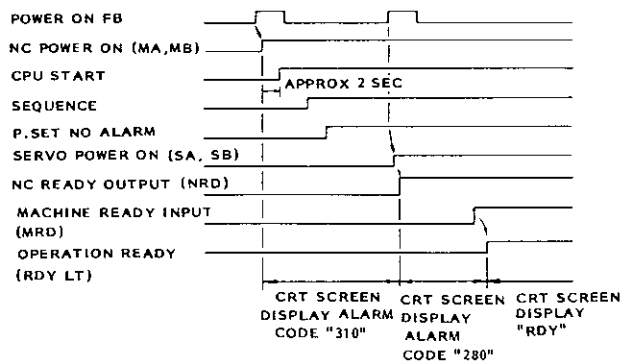 POWER ON FB
NC POWER ON (MA,MB)
CPU START
APPROX 2 SEC
SEQUENCE
P.SET NO ALARM
SERVO POWER ON (SA, SB)
NC READY OUTPUT (NRD)
MACHINE READY INPUT
(MRD)
OPERATION READY
(RDY LT)
CRT SCREEN
DISPLAY ALARM
CODE "310"
CRT SCREEN
DISPLAY
ALARM
CODE "280"
CRT SCREEN
DISPLAY
"RDY"